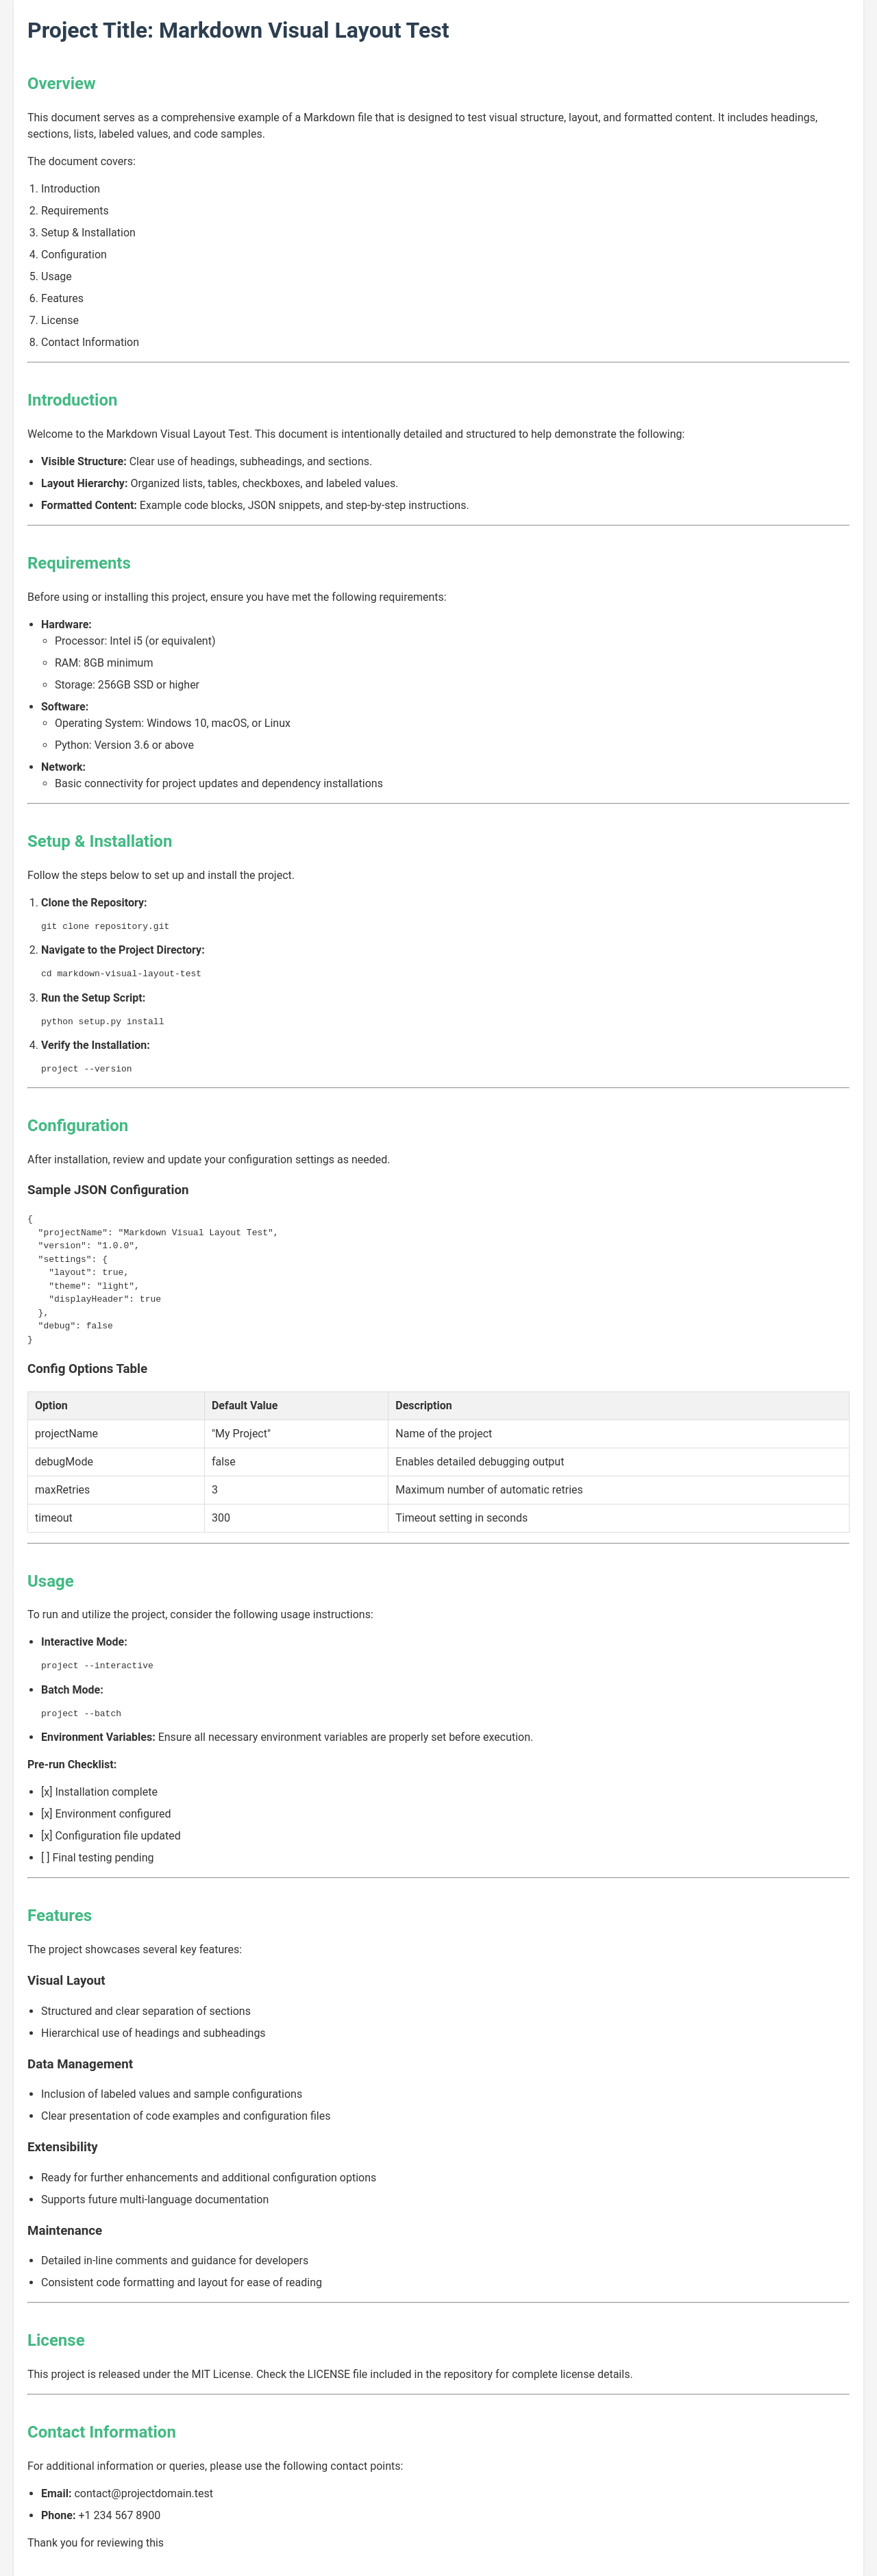 Project Title: Markdown Visual Layout Test
Overview
This document serves as a comprehensive example of a Markdown file that is designed to test visual structure, layout, and formatted content. It includes headings,
sections, lists, labeled values, and code samples.
The document covers:
1. Introduction
2. Requirements
3. Setup & Installation
4. Configuration
5. Usage
6. Features
7. License
8. Contact Information
Introduction
Welcome to the Markdown Visual Layout Test. This document is intentionally detailed and structured to help demonstrate the following:
• Visible Structure: Clear use of headings, subheadings, and sections.
• Layout Hierarchy: Organized lists, tables, checkboxes, and labeled values.
• Formatted Content: Example code blocks, JSON snippets, and step-by-step instructions.
Requirements
Before using or installing this project, ensure you have met the following requirements:
• Hardware:
◦ Processor: Intel i5 (or equivalent)
◦ RAM: 8GB minimum
◦ Storage: 256GB SSD or higher
• Software:
◦ Operating System: Windows 10, macOS, or Linux
◦ Python: Version 3.6 or above
• Network:
◦ Basic connectivity for project updates and dependency installations
Setup & Installation
Follow the steps below to set up and install the project.
1. Clone the Repository:
git clone repository.git
2. Navigate to the Project Directory:
cd markdown-visual-layout-test
3. Run the Setup Script:
python setup.py install
4. Verify the Installation:
project --version
Configuration
After installation, review and update your configuration settings as needed.
Sample JSON Configuration
{
  "projectName": "Markdown Visual Layout Test",
  "version": "1.0.0",
  "settings": {
    "layout": true,
    "theme": "light",
    "displayHeader": true
  },
  "debug": false
}
Config Options Table
Option Default Value Description
projectName "My Project" Name of the project
debugMode false Enables detailed debugging output
maxRetries 3 Maximum number of automatic retries
timeout 300 Timeout setting in seconds
Usage
To run and utilize the project, consider the following usage instructions:
• Interactive Mode:
project --interactive
• Batch Mode:
project --batch
• Environment Variables: Ensure all necessary environment variables are properly set before execution.
Pre-run Checklist:
• [x] Installation complete
• [x] Environment configured
• [x] Configuration file updated
• [ ] Final testing pending
Features
The project showcases several key features:
Visual Layout
• Structured and clear separation of sections
• Hierarchical use of headings and subheadings
Data Management
• Inclusion of labeled values and sample configurations
• Clear presentation of code examples and configuration files
Extensibility
• Ready for further enhancements and additional configuration options
• Supports future multi-language documentation
Maintenance
• Detailed in-line comments and guidance for developers
• Consistent code formatting and layout for ease of reading
License
This project is released under the MIT License. Check the LICENSE file included in the repository for complete license details.
Contact Information
For additional information or queries, please use the following contact points:
• Email: contact@projectdomain.test
• Phone: +1 234 567 8900
Thank you for reviewing this